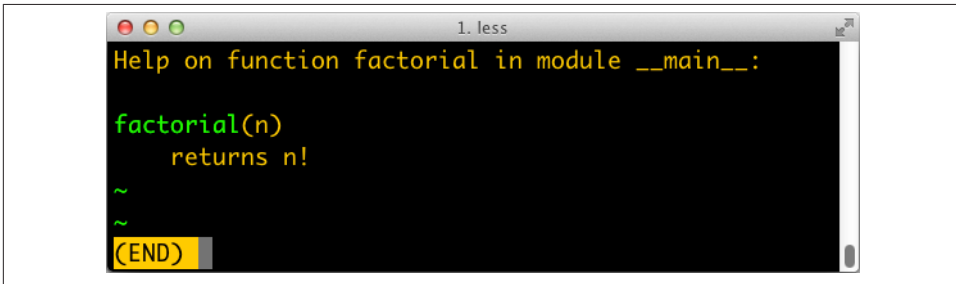 1. less
Help on function factorial in module __main__:
factorial(n)
    returns n!
~
~
(END)